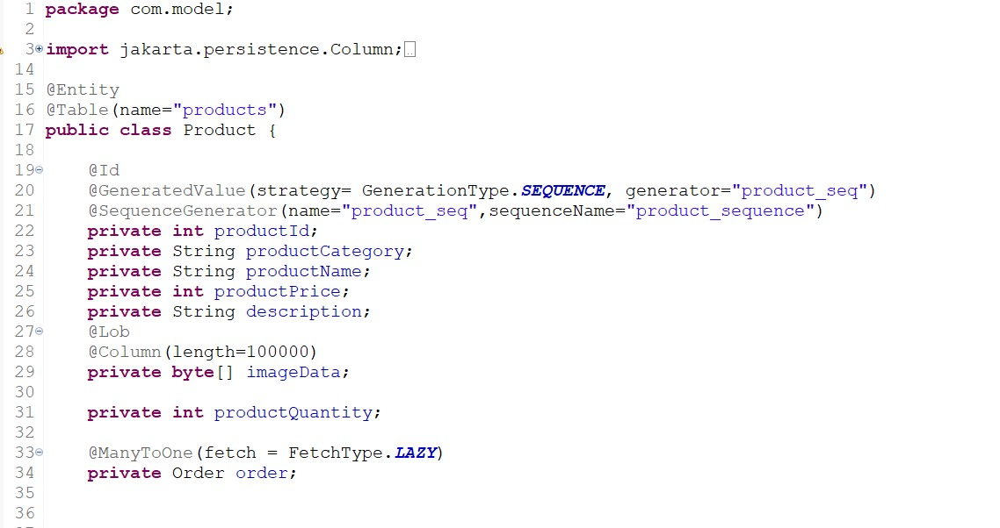 1 package com.model;
2
3 import jakarta.persistence.Column;
14
15 @Entity
16 @Table(name="products")
17 public class Product {
18
19 @Id
20 @GeneratedValue(strategy= GenerationType.SEQUENCE, generator="product_seq")
21 @SequenceGenerator(name="product_seq",sequenceName="product_sequence")
22 private int productId;
23 private String productCategory;
24 private String productName;
25 private int productPrice;
26 private String description;
27 @Lob
28 @Column(length=100000)
29 private byte[] imageData;
30
31 private int productQuantity;
32
33 @ManyToOne(fetch = FetchType.LAZY)
34 private Order order;
35
36